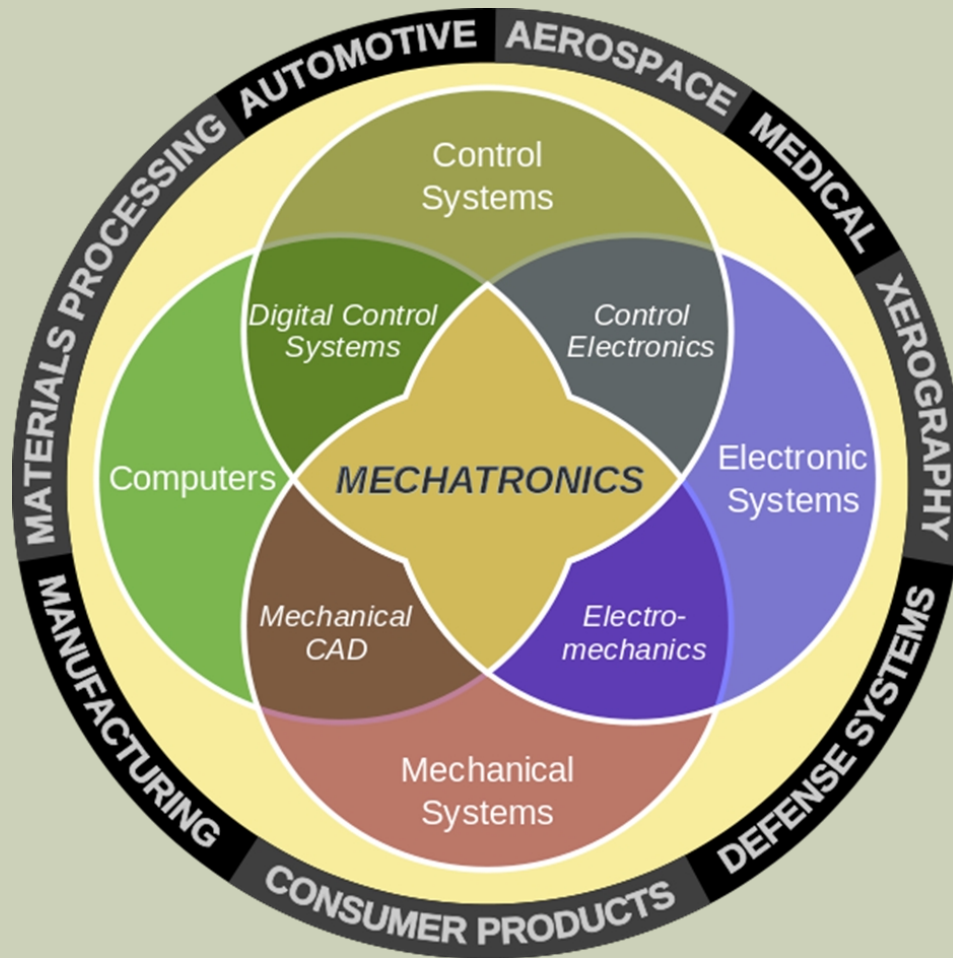 AUTOMOTIVE
AEROSPACE
MEDICAL
XEROGRAPHY
DEFENSE SYSTEMS
CONSUMER PRODUCTS
MANUFACTURING
MATERIALS PROCESSING
Control
Systems
Digital Control
Systems
Control
Electronics
Computers
MECHATRONICS
Electronic
Systems
Mechanical
CAD
Electro-
mechanics
Mechanical
Systems